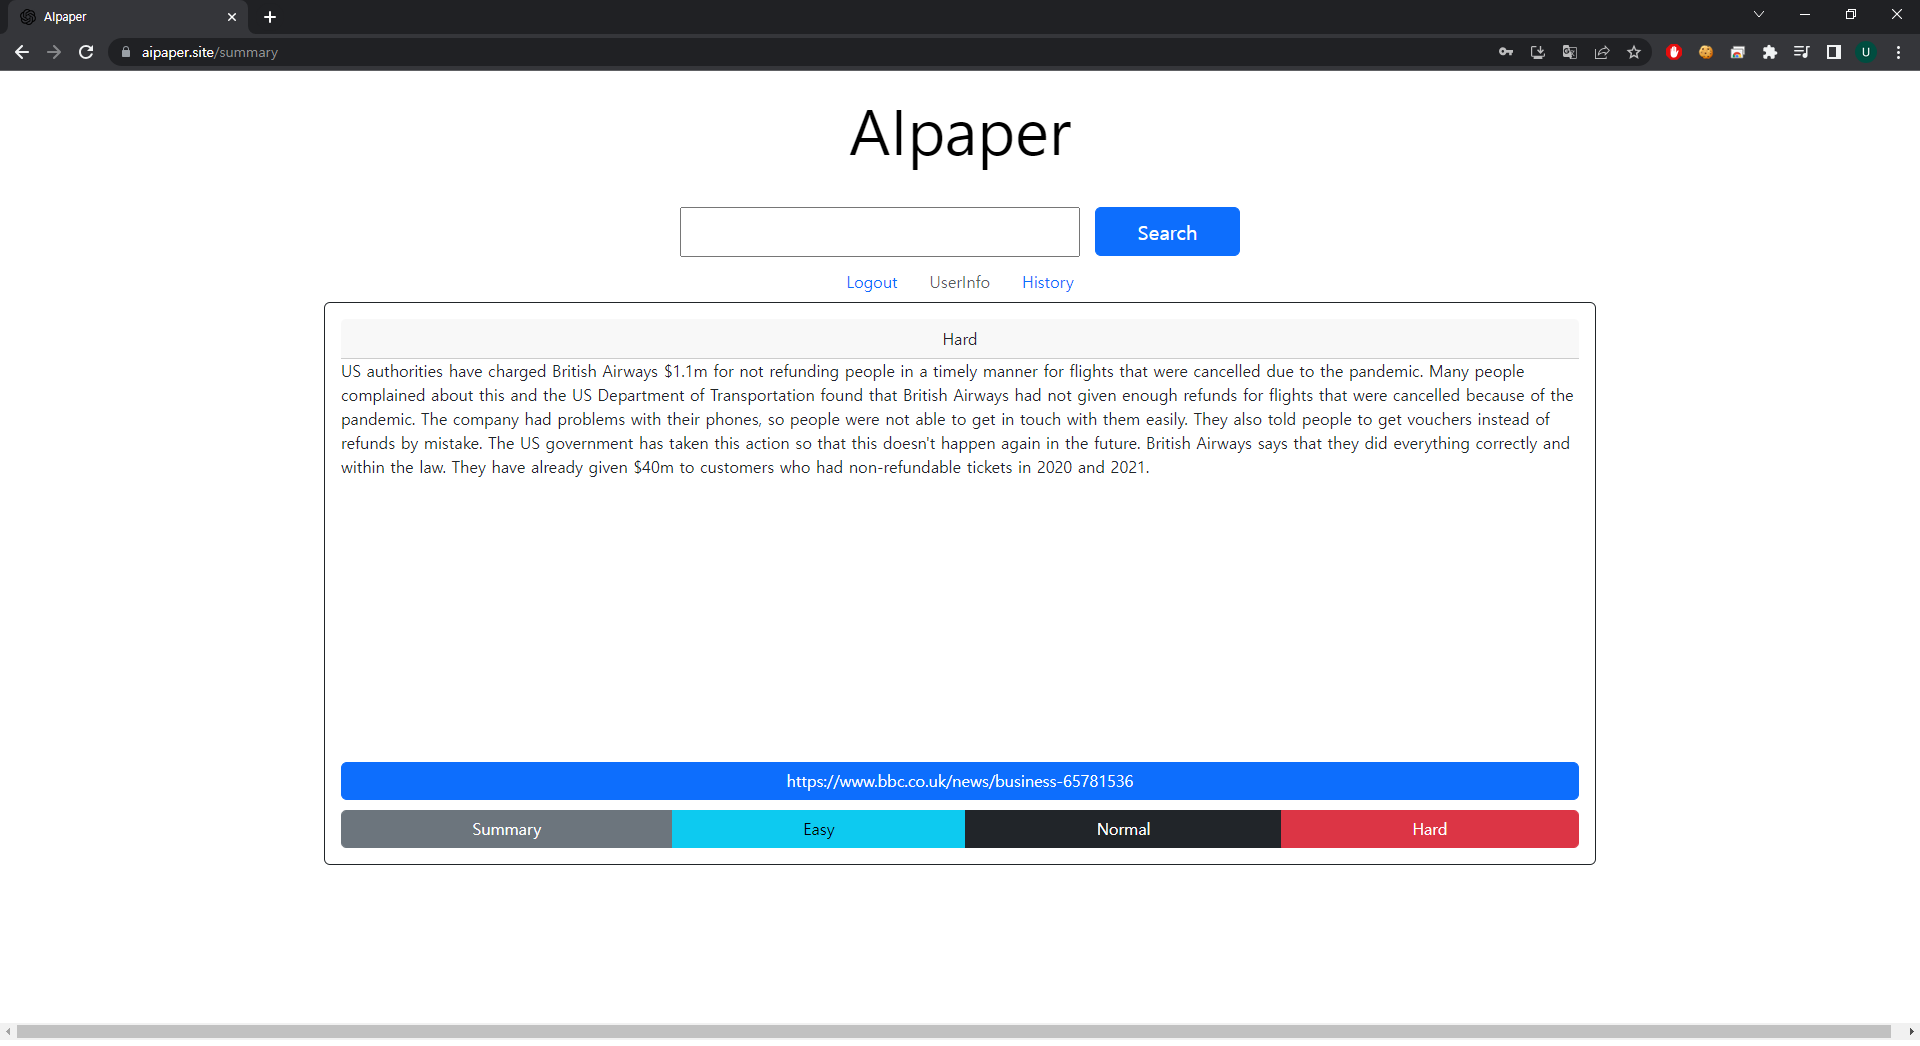 AIpaper
aipaper.site/summary
U
AIpaper
Search
Logout UserInfo History
Hard
US authorities have charged British Airways $1.1m for not refunding people in a timely manner for flights that were cancelled due to the pandemic. Many people
complained about this and the US Department of Transportation found that British Airways had not given enough refunds for flights that were cancelled because of the
pandemic. The company had problems with their phones, so people were not able to get in touch with them easily. They also told people to get vouchers instead of
refunds by mistake. The US government has taken this action so that this doesn't happen again in the future. British Airways says that they did everything correctly and
within the law. They have already given $40m to customers who had non-refundable tickets in 2020 and 2021.
https://www.bbc.co.uk/news/business-65781536
Summary Easy Normal Hard